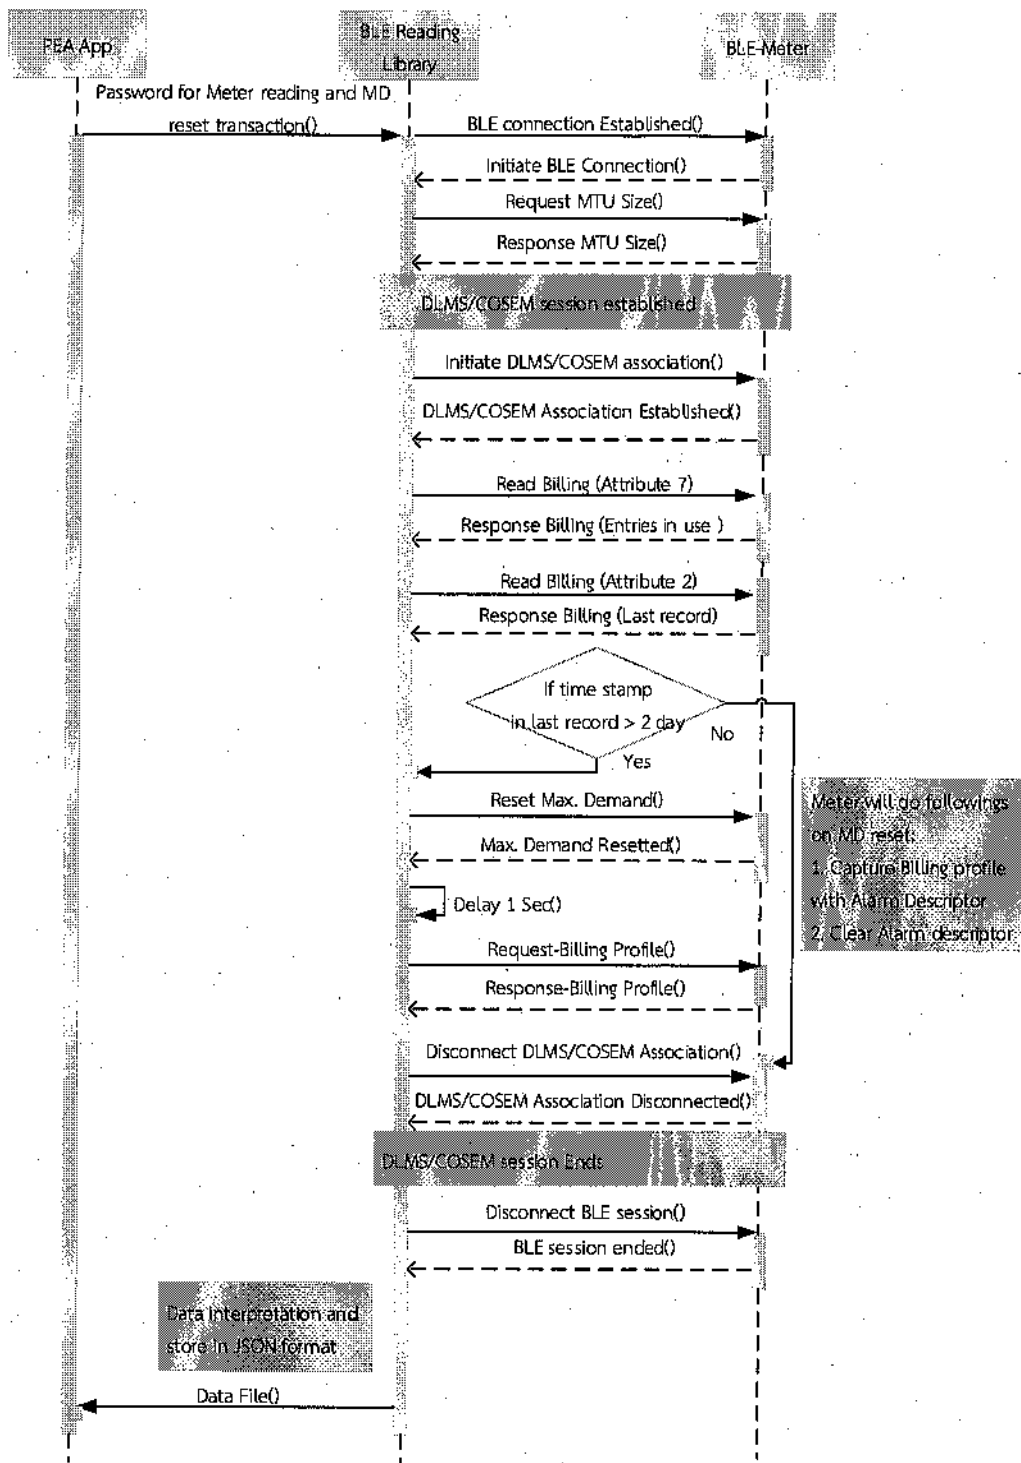 PEA App
BLE Reading
Library
BLE-Meter
Password for Meter reading and MD
reset transaction()
BLE connection Established()
Initiate BLE Connection()
Request MTU Size()
Response MTU Size()
DLMS/COSEM session established
Initiate DLMS/COSEM association()
DLMS/COSEM Association Established()
Read Billing (Attribute 7)
Response Billing (Entries in use )
Read Billing (Attribute 2)
Response Billing (Last record)
If time stamp
in last record > 2 day
No
Yes
Meter will go followings
on MD reset:
1. Capture Billing profile
with Alarm Descriptor
2. Clear Alarm descriptor
Reset Max. Demand()
Max. Demand Resetted()
Delay 1 Sec()
Request-Billing Profile()
Response-Billing Profile()
Disconnect DLMS/COSEM Association()
DLMS/COSEM Association Disconnected()
DLMS/COSEM session Ends
Disconnect BLE session()
BLE session ended()
Data Interpretation and
store in JSON format
Data File()